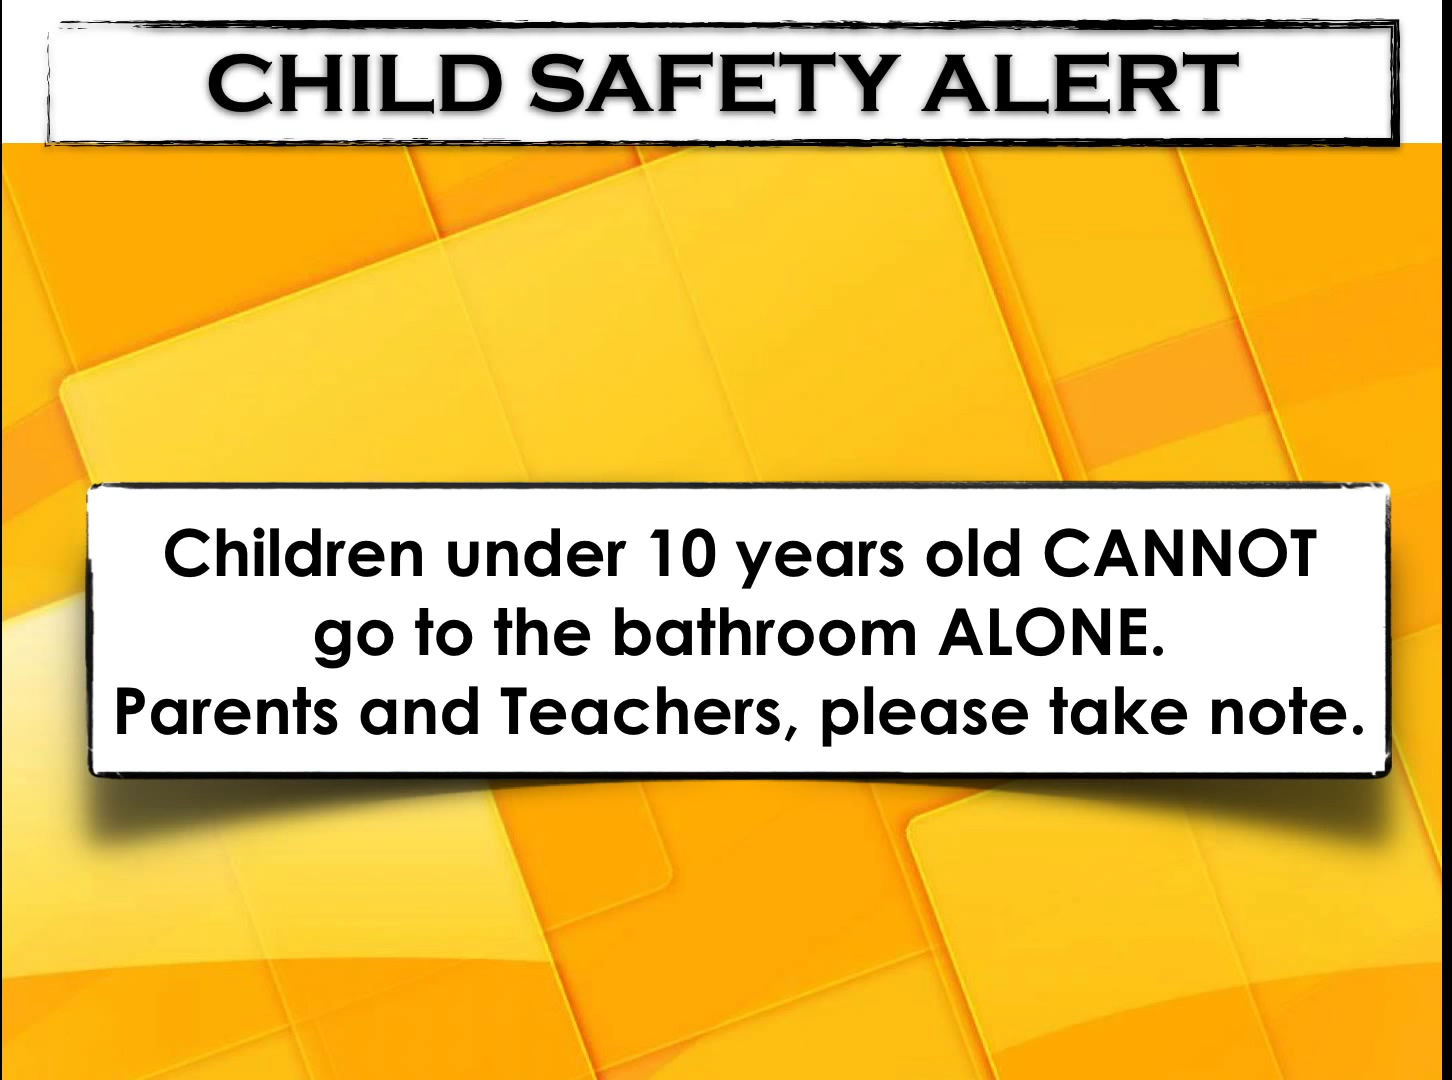 CHILD SAFETY ALERT
Children under 10 years old CANNOT
go to the bathroom ALONE.
Parents and Teachers, please take note.